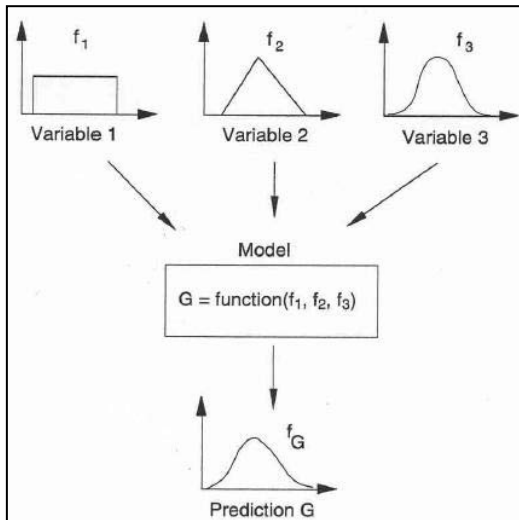 f1
f2
f3
Variable 1
Variable 2
Variable 3
Model
G = function(f1, f2, f3)
fG
Prediction G